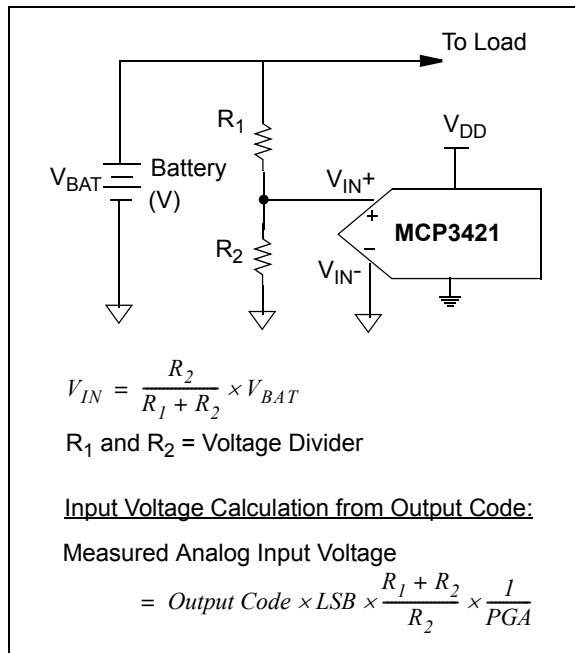 To Load
R1
VDD
VBAT
Battery
(V)
VIN+
+
MCP3421
R2
–
VIN-
VIN = R2 / (R1 + R2) × VBAT
R1 and R2 = Voltage Divider
Input Voltage Calculation from Output Code:
Measured Analog Input Voltage
= Output Code × LSB × (R1 + R2) / R2 × 1 / PGA